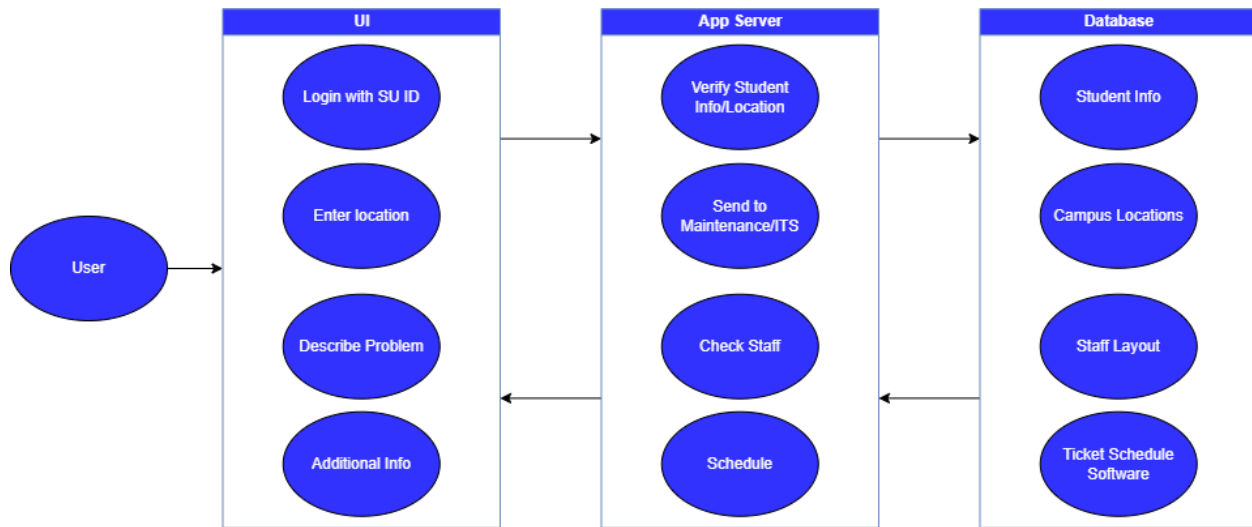 UI
App Server
Database
Login with SU ID
Verify Student
Info/Location
Student Info
Enter location
Send to
Maintenance/ITS
Campus Locations
User
Describe Problem
Check Staff
Staff Layout
Additional Info
Schedule
Ticket Schedule
Software